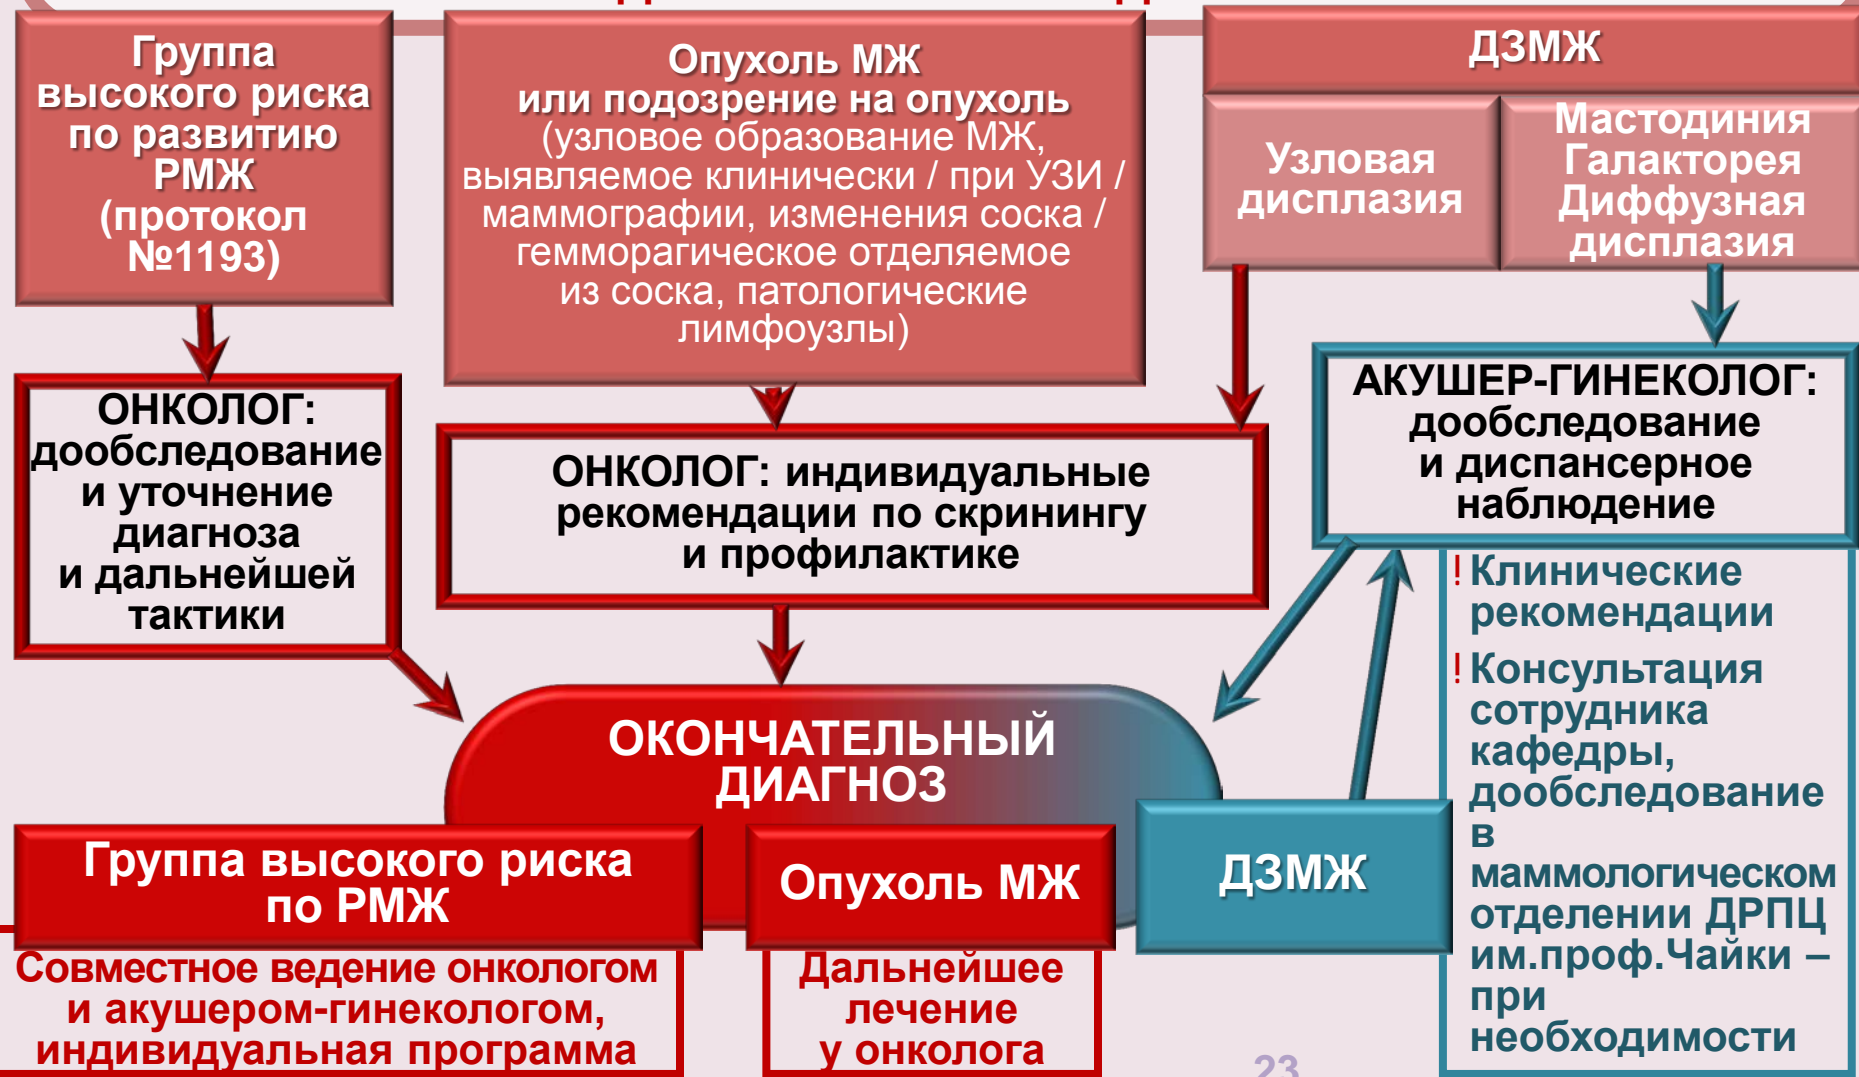 Группа
высокого риска
по развитию
РМЖ
(протокол
№1193)
Опухоль МЖ
или подозрение на опухоль
(узловое образование МЖ,
выявляемое клинически / при УЗИ /
маммографии, изменения соска /
гемморагическое отделяемое
из соска, патологические
лимфоузлы)
ДЗМЖ
Узловая
дисплазия
Мастодиния
Галакторея
Диффузная
дисплазия
ОНКОЛОГ:
дообследование
и уточнение
диагноза
и дальнейшей
тактики
ОНКОЛОГ: индивидуальные
рекомендации по скринингу
и профилактике
АКУШЕР-ГИНЕКОЛОГ:
дообследование
и диспансерное
наблюдение
! Клинические
рекомендации
! Консультация
сотрудника
кафедры,
дообследование
в
маммологическом
отделении ДРПЦ
им.проф.Чайки –
при
необходимости
ОКОНЧАТЕЛЬНЫЙ
ДИАГНОЗ
Группа высокого риска
по РМЖ
Опухоль МЖ
ДЗМЖ
Совместное ведение онкологом
и акушером-гинекологом,
индивидуальная программа
Дальнейшее
лечение
у онколога
23